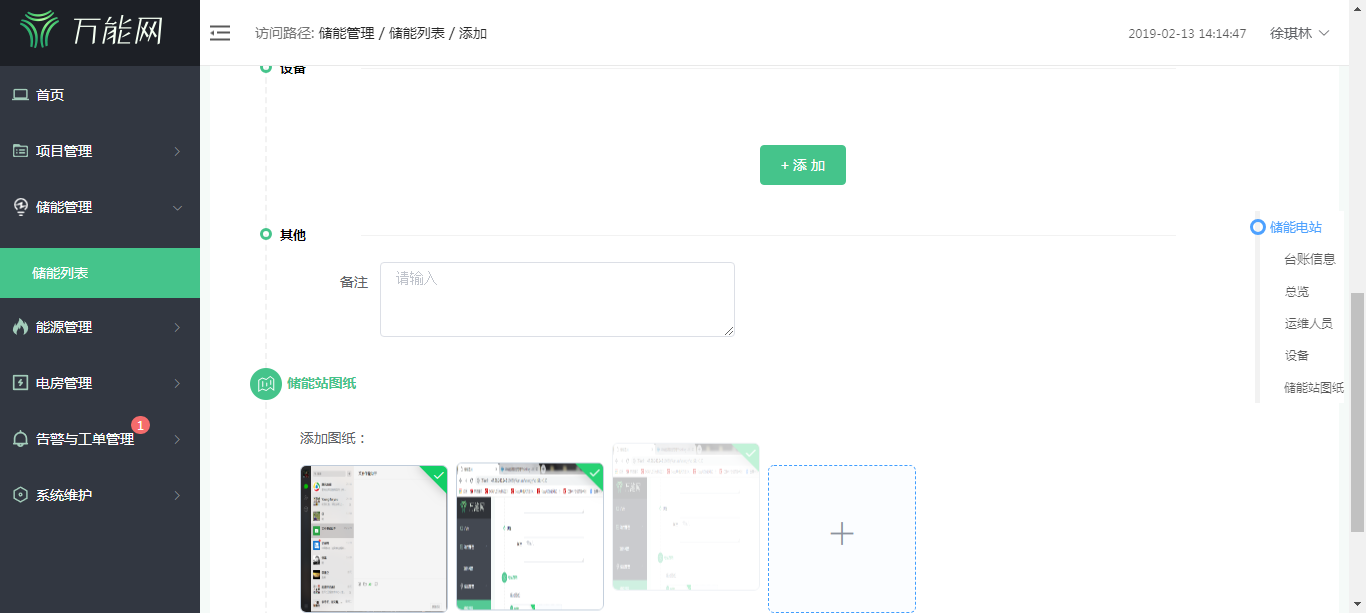 万能网
访问路径: 储能管理 / 储能列表 / 添加
2019-02-13 14:14:47
徐琪林
首页
项目管理
储能管理
储能列表
能源管理
电房管理
告警与工单管理
1
系统维护
设备
+ 添 加
其他
备注
请输入
储能站图纸
添加图纸：
储能电站
台账信息
总览
运维人员
设备
储能站图纸